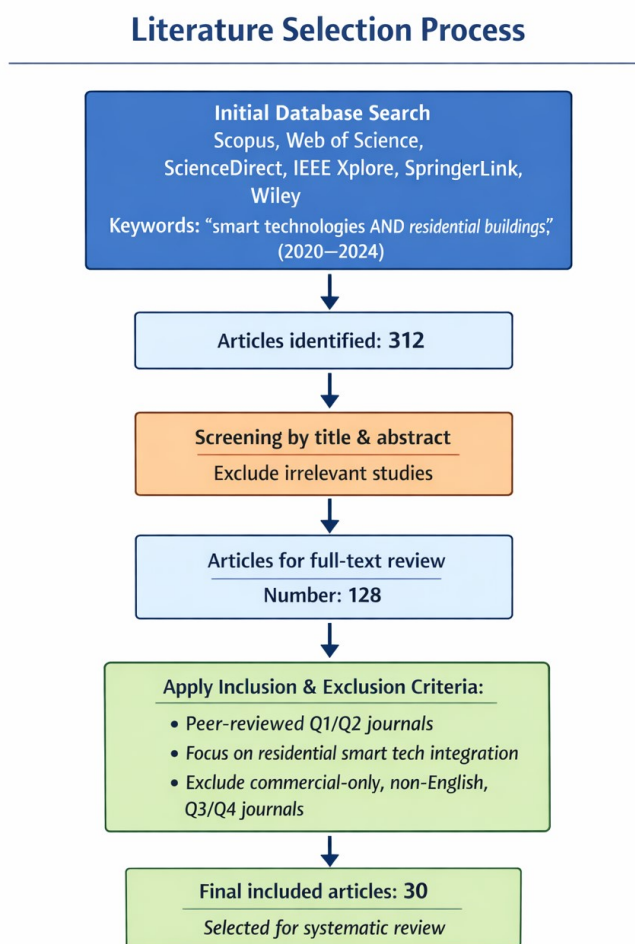 Literature Selection Process
Initial Database Search
Scopus, Web of Science,
ScienceDirect, IEEE Xplore, SpringerLink,
Wiley
Keywords: “smart technologies AND residential buildings”,
(2020—2024)
Articles identified: 312
Screening by title & abstract
Exclude irrelevant studies
Articles for full-text review
Number: 128
Apply Inclusion & Exclusion Criteria:
• Peer-reviewed Q1/Q2 journals
• Focus on residential smart tech integration
• Exclude commercial-only, non-English,
Q3/Q4 journals
Final included articles: 30
Selected for systematic review